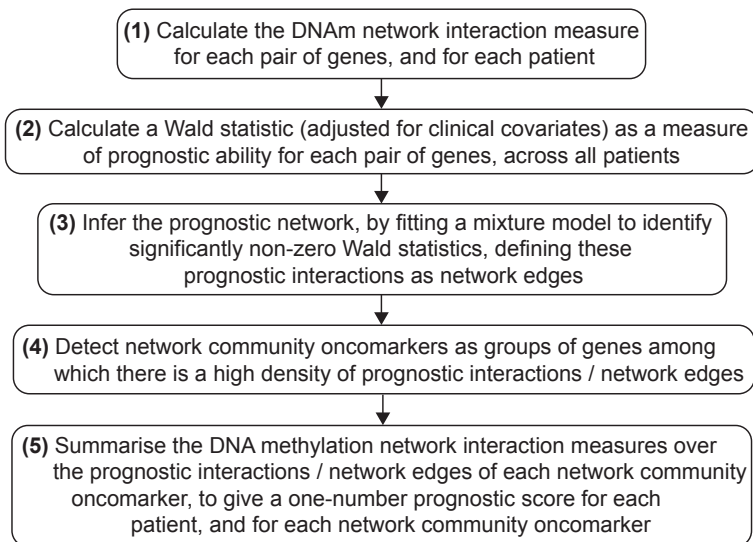 (1) Calculate the DNAm network interaction measure
for each pair of genes, and for each patient
(2) Calculate a Wald statistic (adjusted for clinical covariates) as a measure
of prognostic ability for each pair of genes, across all patients
(3) Infer the prognostic network, by fitting a mixture model to identify
significantly non-zero Wald statistics, defining these
prognostic interactions as network edges
(4) Detect network community oncomarkers as groups of genes among
which there is a high density of prognostic interactions / network edges
(5) Summarise the DNA methylation network interaction measures over
the prognostic interactions / network edges of each network community
oncomarker, to give a one-number prognostic score for each
patient, and for each network community oncomarker